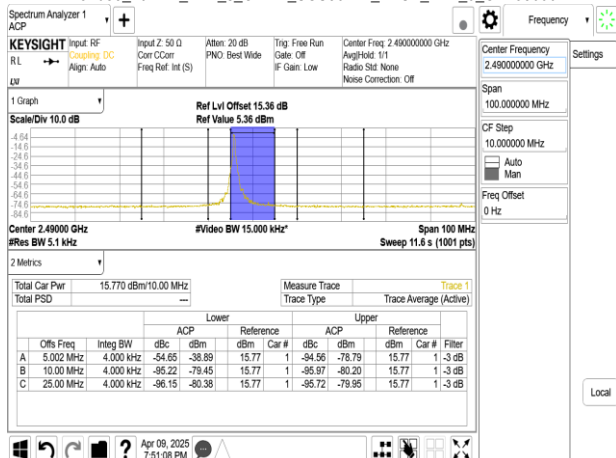 Spectrum Analyzer 1
ACP
+
Frequency
KEYSIGHT
RL
LXI
Input: RF
Coupling: DC
Align: Auto
Input Z: 50 Ω
Corr CCorr
Freq Ref: Int (S)
Atten: 20 dB
PNO: Best Wide
Trig: Free Run
Gate: Off
IF Gain: Low
Center Freq: 2.490000000 GHz
Avg|Hold: 1/1
Radio Std: None
Noise Correction: Off
Center Frequency
2.490000000 GHz
Settings
Span
100.000000 MHz
CF Step
10.000000 MHz
Auto
Man
Freq Offset
0 Hz
Local
1 Graph
Scale/Div 10.0 dB
Ref Lvl Offset 15.36 dB
Ref Value 5.36 dBm
-4.64
-14.6
-24.6
-34.6
-44.6
-54.6
-64.6
-74.6
-84.6
Center 2.49000 GHz
#Video BW 15.000 kHz*
Span 100 MHz
#Res BW 5.1 kHz
Sweep 11.6 s (1001 pts)
2 Metrics
Total Car Pwr 15.770 dBm/10.00 MHz
Total PSD ---
Measure Trace Trace 1
Trace Type Trace Average (Active)
Lower Upper
ACP Reference ACP Reference
Offs Freq Integ BW dBc dBm dBm Car # dBc dBm dBm Car # Filter
A 5.002 MHz 4.000 kHz -54.65 -38.89 15.77 1 -94.56 -78.79 15.77 1 -3 dB
B 10.00 MHz 4.000 kHz -95.22 -79.45 15.77 1 -95.97 -80.20 15.77 1 -3 dB
C 25.00 MHz 4.000 kHz -96.15 -80.38 15.77 1 -95.72 -79.95 15.77 1 -3 dB
?
Apr 09, 2025
7:51:08 PM